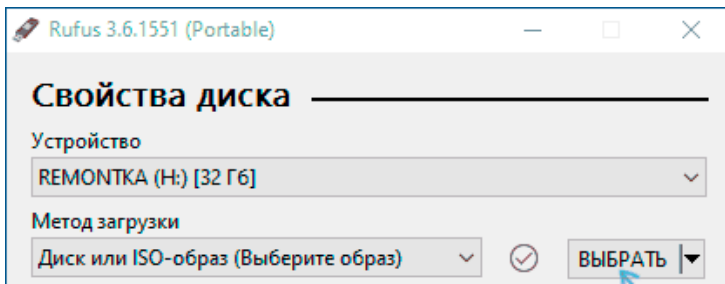 Rufus 3.6.1551 (Portable)
Свойства диска
Устройство
REMONTKA (H:) [32 Гб]
Метод загрузки
Диск или ISO-образ (Выберите образ)
ВЫБРАТЬ